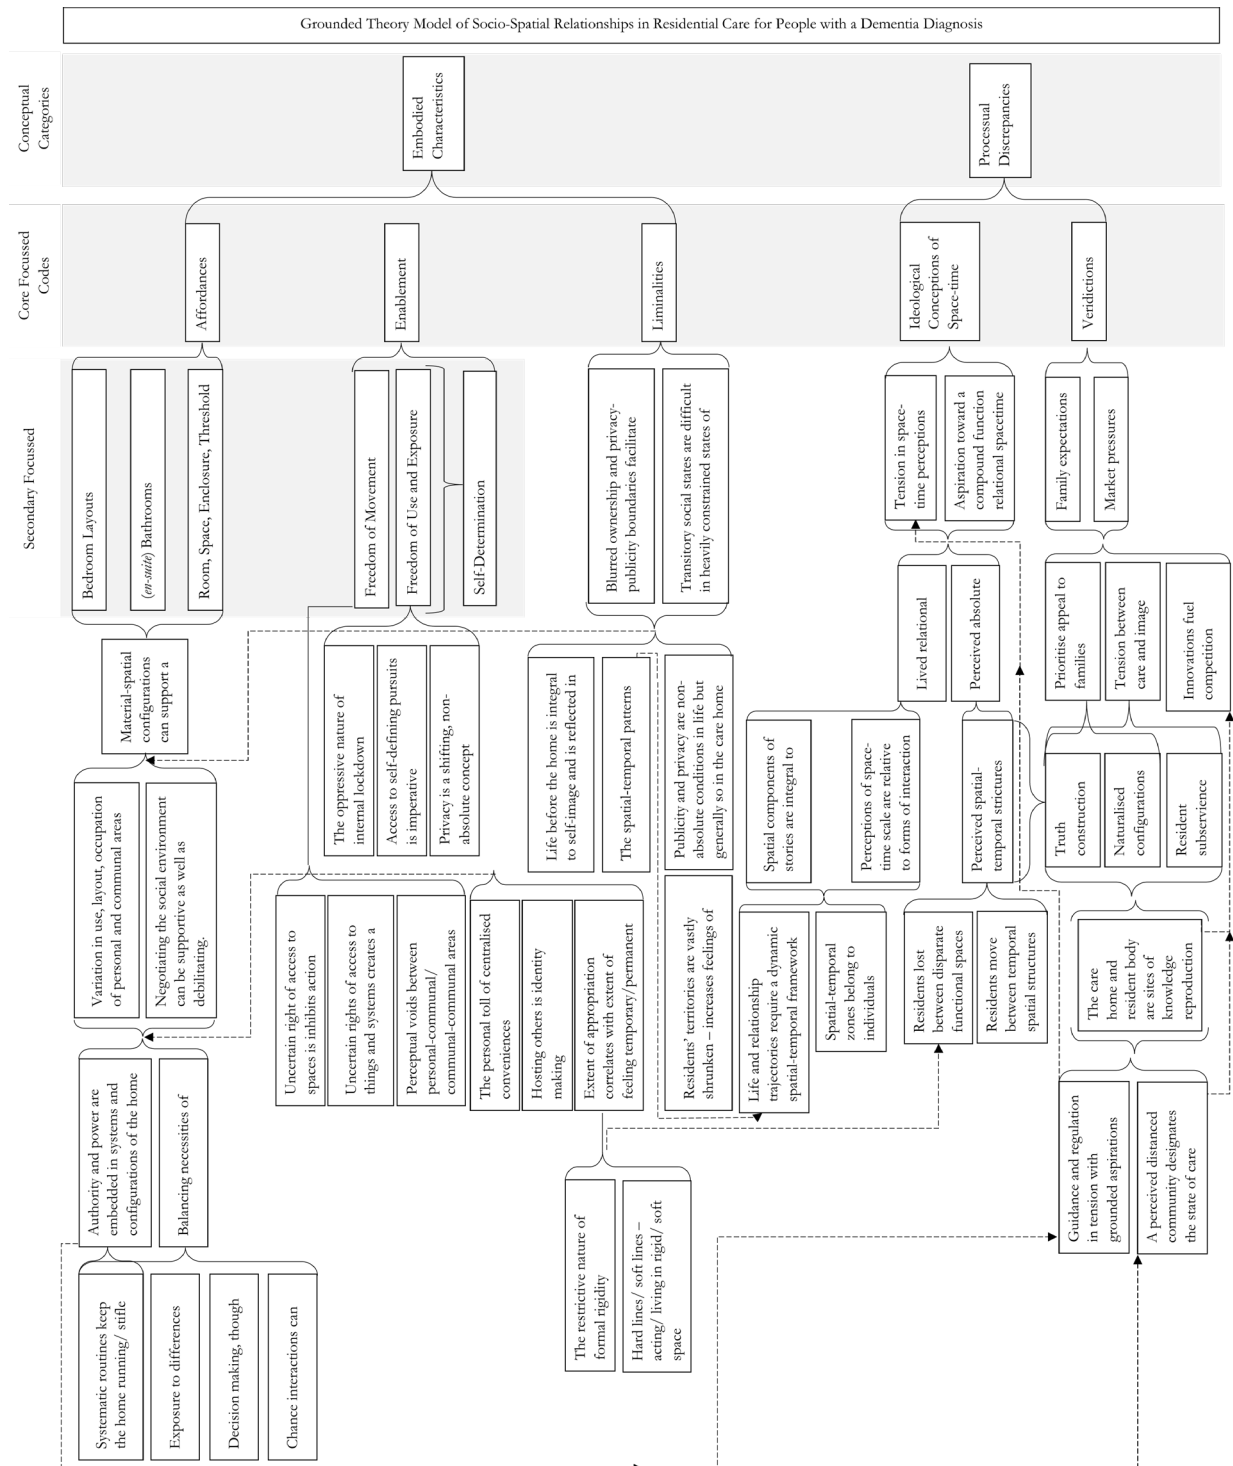 Grounded Theory Model of Socio-Spatial Relationships in Residential Care for People with a Dementia Diagnosis
Conceptual
Categories
Embodied
Characteristics
Processual
Discrepancies
Core Focussed
Codes
Affordances
Enablement
Liminalities
Ideological
Conceptions of
Space-time
Veridictions
Secondary Focussed
Bedroom Layouts
(en-suite) Bathrooms
Room, Space, Enclosure, Threshold
Freedom of Movement
Freedom of Use and Exposure
Self-Determination
Blurred ownership and privacy-
publicity boundaries facilitate
Transitory social states are difficult
in heavily constrained states of
Tension in space-
time perceptions
Aspiration toward a
compound function
relational spacetime
Family expectations
Market pressures
Material-spatial
configurations
can support a
The oppressive nature of
internal lockdown
Access to self-defining pursuits
is imperative
Privacy is a shifting, non-
absolute concept
Life before the home is integral
to self-image and is reflected in
The spatial-temporal patterns
Publicity and privacy are non-
absolute conditions in life but
generally so in the care home
Lived relational
Perceived absolute
Prioritise appeal to
families
Tension between
care and image
Innovations fuel
competition
Variation in use, layout, occupation
of personal and communal areas
Negotiating the social environment
can be supportive as well as
debilitating.
Spatial components of
stories are integral to
Perceptions of space-
time scale are relative
to forms of interaction
Perceived spatial-
temporal strictures
Truth
construction
Naturalised
configurations
Resident
subservience
Uncertain right of access to
spaces is inhibits action
Uncertain rights of access to
things and systems creates a
Perceptual voids between
personal-communal/
communal-communal areas
The personal toll of centralised
conveniences
Hosting others is identity
making
Extent of appropriation
correlates with extent of
feeling temporary/permanent
Residents' territories are vastly
shrunken – increases feelings of
Life and relationship
trajectories require a dynamic
spatial-temporal framework
Spatial-temporal
zones belong to
individuals
Residents lost
between disparate
functional spaces
Residents move
between temporal
spatial structures
The care
home and
resident body
are sites of
knowledge
reproduction
Authority and power are
embedded in systems and
configurations of the home
Balancing necessities of
The restrictive nature of
formal rigidity
Hard lines/ soft lines –
acting/ living in rigid/ soft
space
Guidance and regulation
in tension with
grounded aspirations
A perceived distanced
community designates
the state of care
Systematic routines keep
the home running/ stifle
Exposure to differences
Decision making, though
Chance interactions can